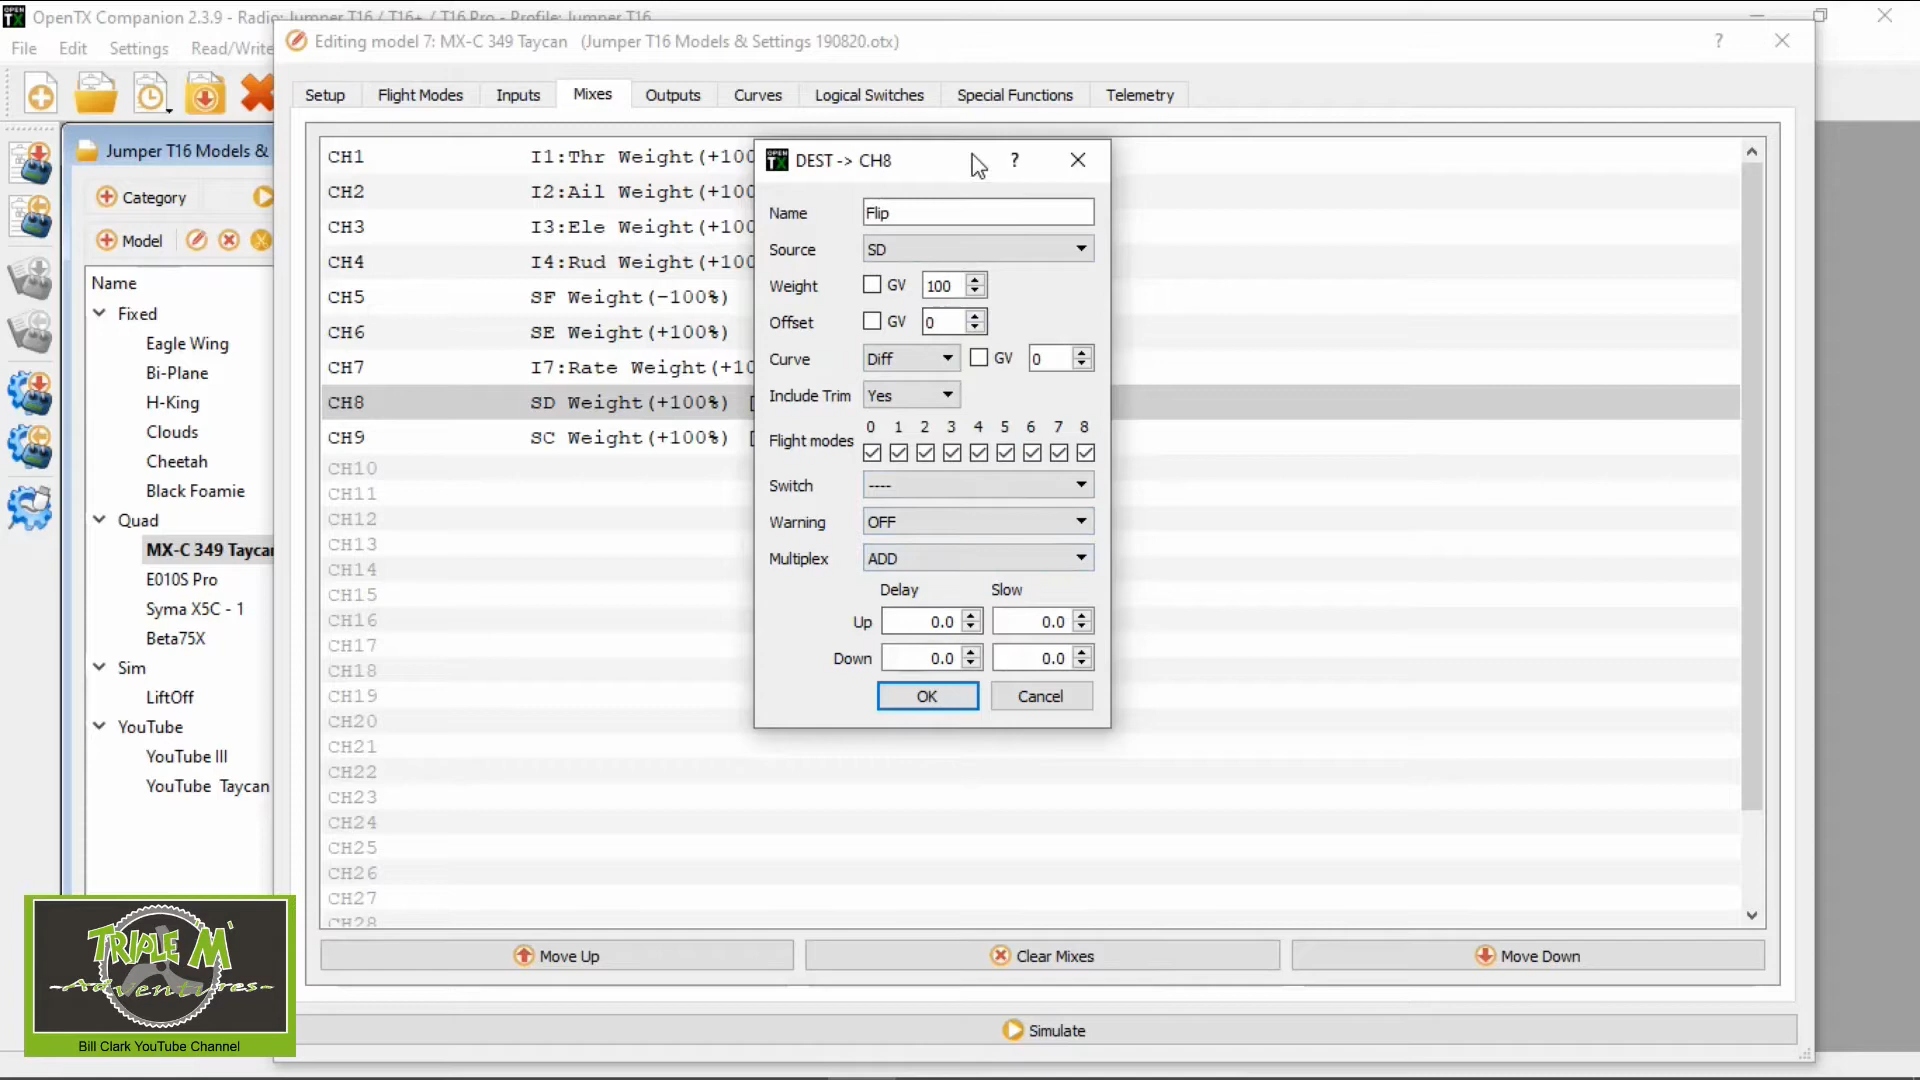 OpenTX Companion 2.3.9 - Radio: Jumper T16 / T16+ / T16 Pro - Profile: Jumper T16
File Edit Settings Read/Write
Editing model 7: MX-C 349 Taycan (Jumper T16 Models & Settings 190820.otx)
Setup Flight Modes Inputs Mixes Outputs Curves Logical Switches Special Functions Telemetry
Jumper T16 Models &
Category
Model
Name
Fixed
Eagle Wing
Bi-Plane
H-King
Clouds
Cheetah
Black Foamie
Quad
MX-C 349 Taycan
E010S Pro
Syma X5C - 1
Beta75X
Sim
LiftOff
YouTube
YouTube III
YouTube Taycan
CH1 I1:Thr Weight(+100
CH2 I2:Ail Weight(+100
CH3 I3:Ele Weight(+100
CH4 I4:Rud Weight(+100
CH5 SF Weight(-100%)
CH6 SE Weight(+100%)
CH7 I7:Rate Weight(+10
CH8 SD Weight(+100%) [
CH9 SC Weight(+100%) [
CH10
CH11
CH12
CH13
CH14
CH15
CH16
CH17
CH18
CH19
CH20
CH21
CH22
CH23
CH24
CH25
CH26
CH27
CH28
DEST -> CH8
Name Flip
Source SD
Weight GV 100
Offset GV 0
Curve Diff GV 0
Include Trim Yes
0 1 2 3 4 5 6 7 8
Flight modes
Switch ----
Warning OFF
Multiplex ADD
Delay Slow
Up 0.0 0.0
Down 0.0 0.0
OK Cancel
Move Up Clear Mixes Move Down
Simulate
TRIPLE M
-Adventures-
Bill Clark YouTube Channel